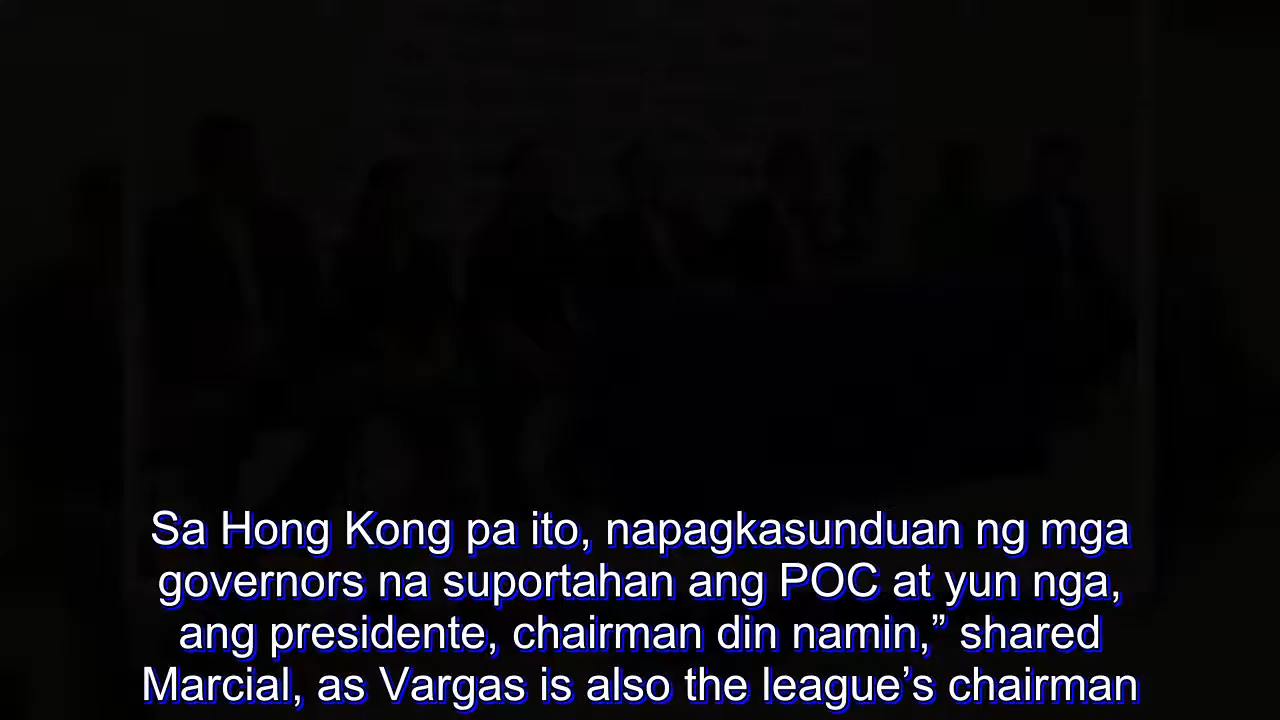 Sa Hong Kong pa ito, napagkasunduan ng mga
governors na suportahan ang POC at yun nga,
ang presidente, chairman din namin,” shared
Marcial, as Vargas is also the league’s chairman